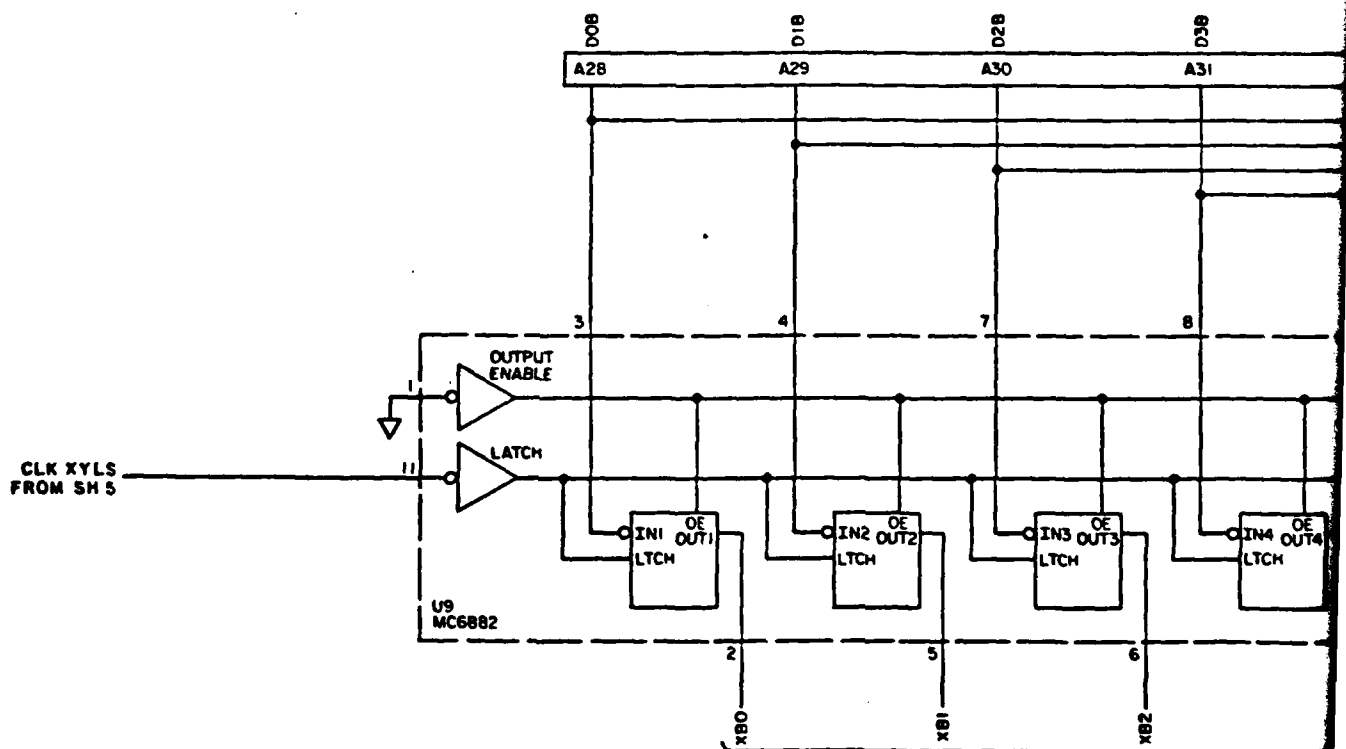 D0B D1B D2B D3B
A28 A29 A30 A31
3 4 7 8
OUTPUT
ENABLE
1
LATCH
CLK XYLS
FROM SH 5
11
OE OE OE OE
IN1 OUT1 IN2 OUT2 IN3 OUT3 IN4 OUT4
LTCH LTCH LTCH LTCH
U9
MC6882
2 5 6
XB0 XB1 XB2